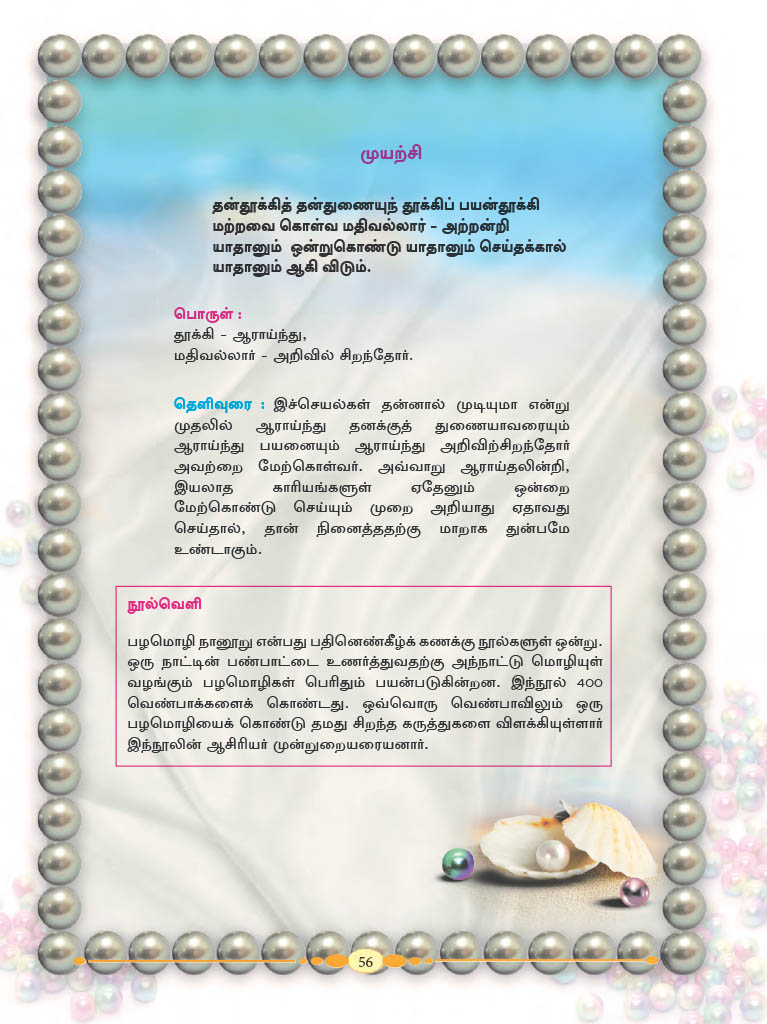 முயற்சி
தன்தூக்கித் தன்துணையுந் தூக்கிப் பயன்தூக்கி
மற்றவை கொள்வ மதிவல்லார் – அற்றன்றி
யாதானும் ஒன்றுகொண்டு யாதானும் செய்தக்கால்
யாதானும் ஆகி விடும்.
பொருள் :
தூக்கி – ஆராய்ந்து,
மதிவல்லார் – அறிவில் சிறந்தோர்.
தெளிவுரை : இச்செயல்கள் தன்னால் முடியுமா என்று
முதலில் ஆராய்ந்து தனக்குத் துணையாவரையும்
ஆராய்ந்து பயனையும் ஆராய்ந்து அறிவிற்சிறந்தோர்
அவற்றை மேற்கொள்வர். அவ்வாறு ஆராய்தலின்றி,
இயலாத காரியங்களுள் ஏதேனும் ஒன்றை
மேற்கொண்டு செய்யும் முறை அறியாது ஏதாவது
செய்தால், தான் நினைத்ததற்கு மாறாக துன்பமே
உண்டாகும்.
நூல்வெளி
பழமொழி நானூறு என்பது பதினெண்கீழ்க் கணக்கு நூல்களுள் ஒன்று.
ஒரு நாட்டின் பண்பாட்டை உணர்த்துவதற்கு அந்நாட்டு மொழியுள்
வழங்கும் பழமொழிகள் பெரிதும் பயன்படுகின்றன. இந்நூல் 400
வெண்பாக்களைக் கொண்டது. ஒவ்வொரு வெண்பாவிலும் ஒரு
பழமொழியைக் கொண்டு தமது சிறந்த கருத்துகளை விளக்கியுள்ளார்
இந்நூலின் ஆசிரியர் முன்றுறையரையனார்.
56